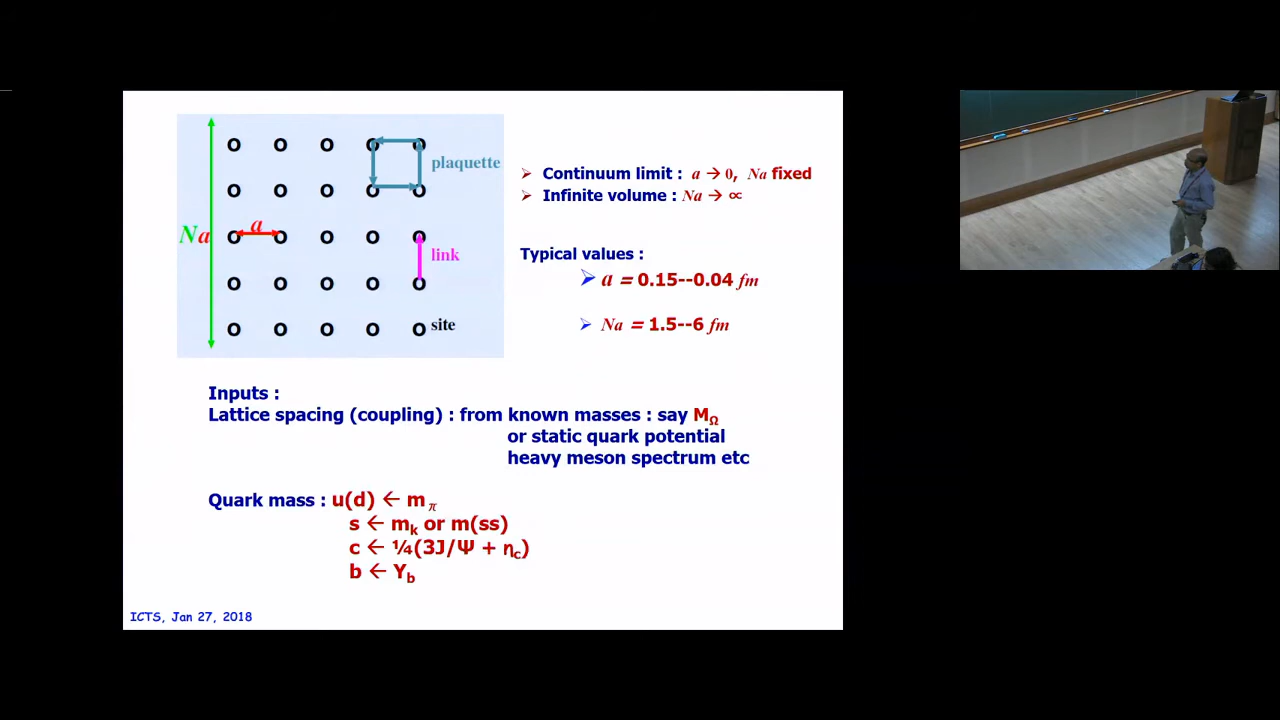 plaquette
Na
a
link
site
➢ Continuum limit : a → 0, Na fixed
➢ Infinite volume : Na → ∝
Typical values :
➢ a = 0.15--0.04 fm
➢ Na = 1.5--6 fm
Inputs :
Lattice spacing (coupling) : from known masses : say MΩ
or static quark potential
heavy meson spectrum etc
Quark mass : u(d) ← mπ
s ← mk or m(ss)
c ← ¼(3J/Ψ + ηc)
b ← Yb
ICTS, Jan 27, 2018